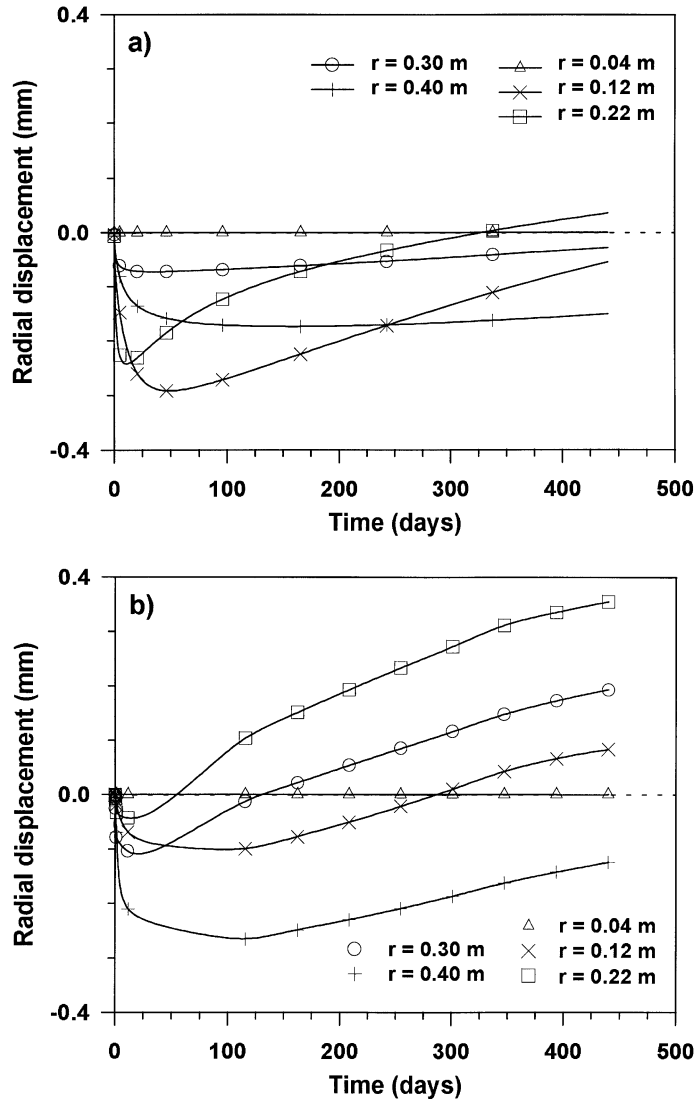 0.4
a)
r = 0.30 m
r = 0.04 m
r = 0.40 m
r = 0.12 m
r = 0.22 m
Radial displacement (mm)
0.0
-0.4
0
100
200
300
400
500
Time (days)
0.4
b)
Radial displacement (mm)
0.0
r = 0.04 m
r = 0.30 m
r = 0.12 m
r = 0.40 m
r = 0.22 m
-0.4
0
100
200
300
400
500
Time (days)